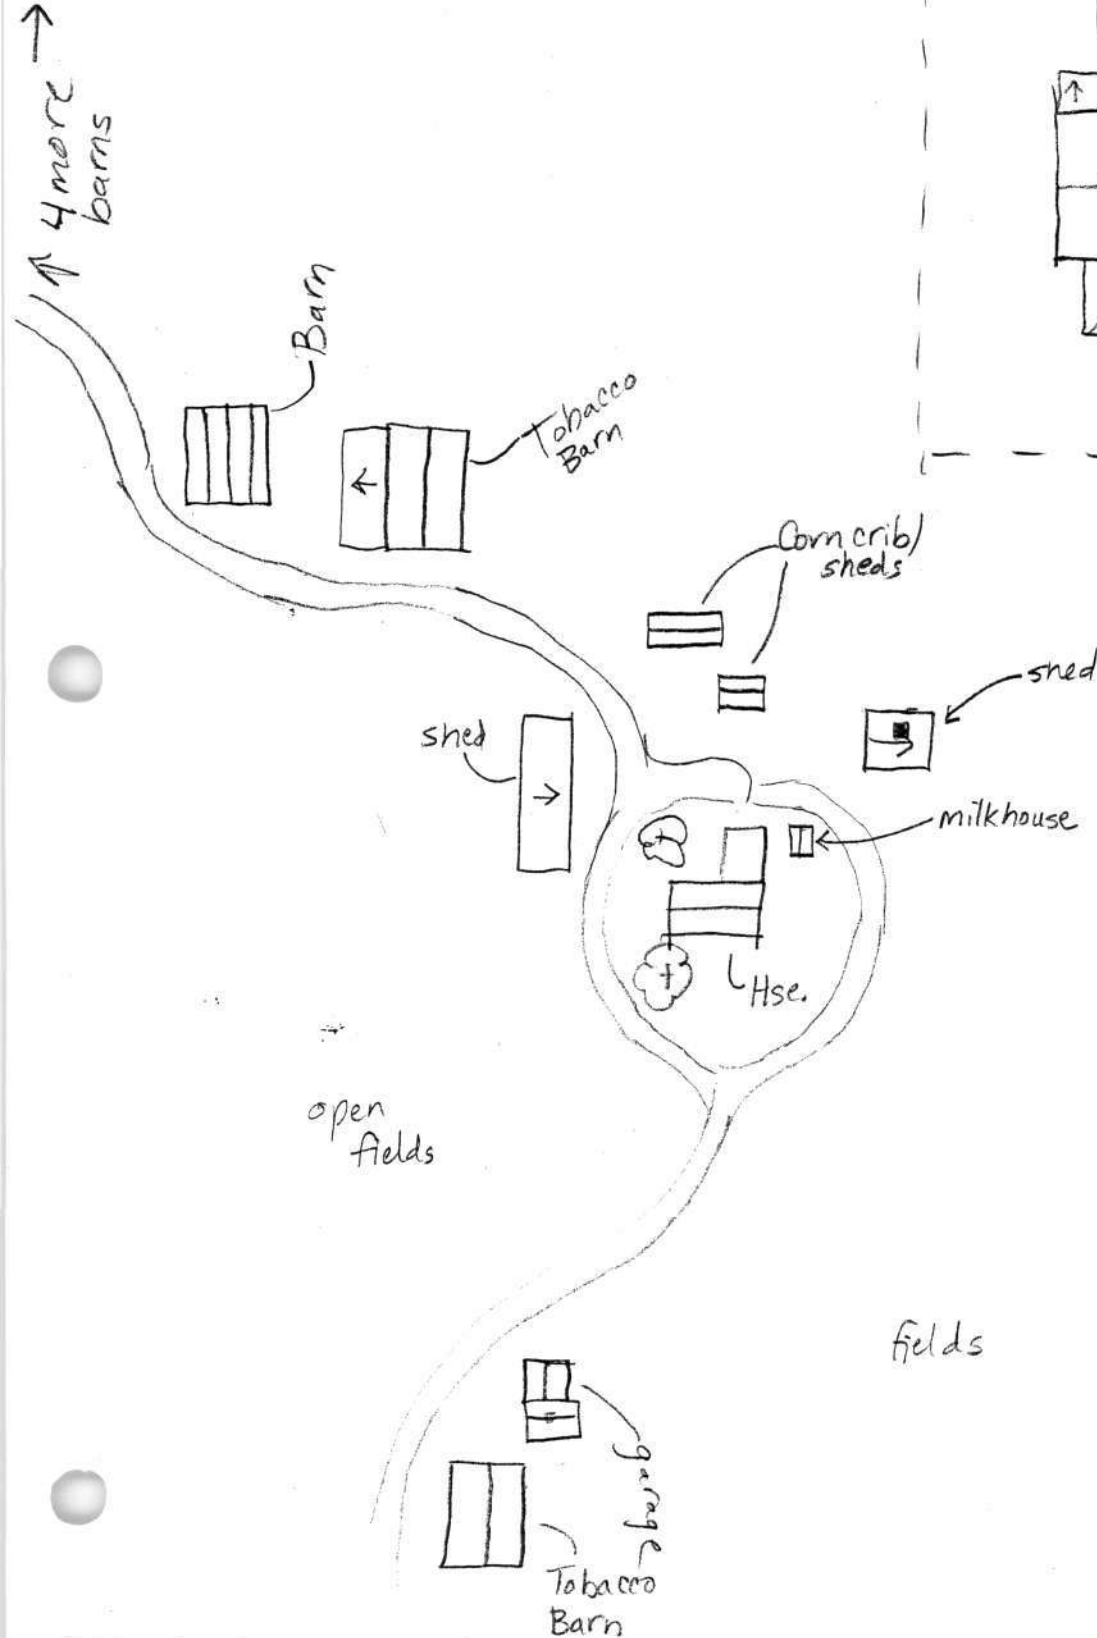 4 more
barns
Barn
Tobacco
Barn
Corn crib/
sheds
shed
shed
milkhouse
Hse.
open
fields
fields
garage
Tobacco
Barn